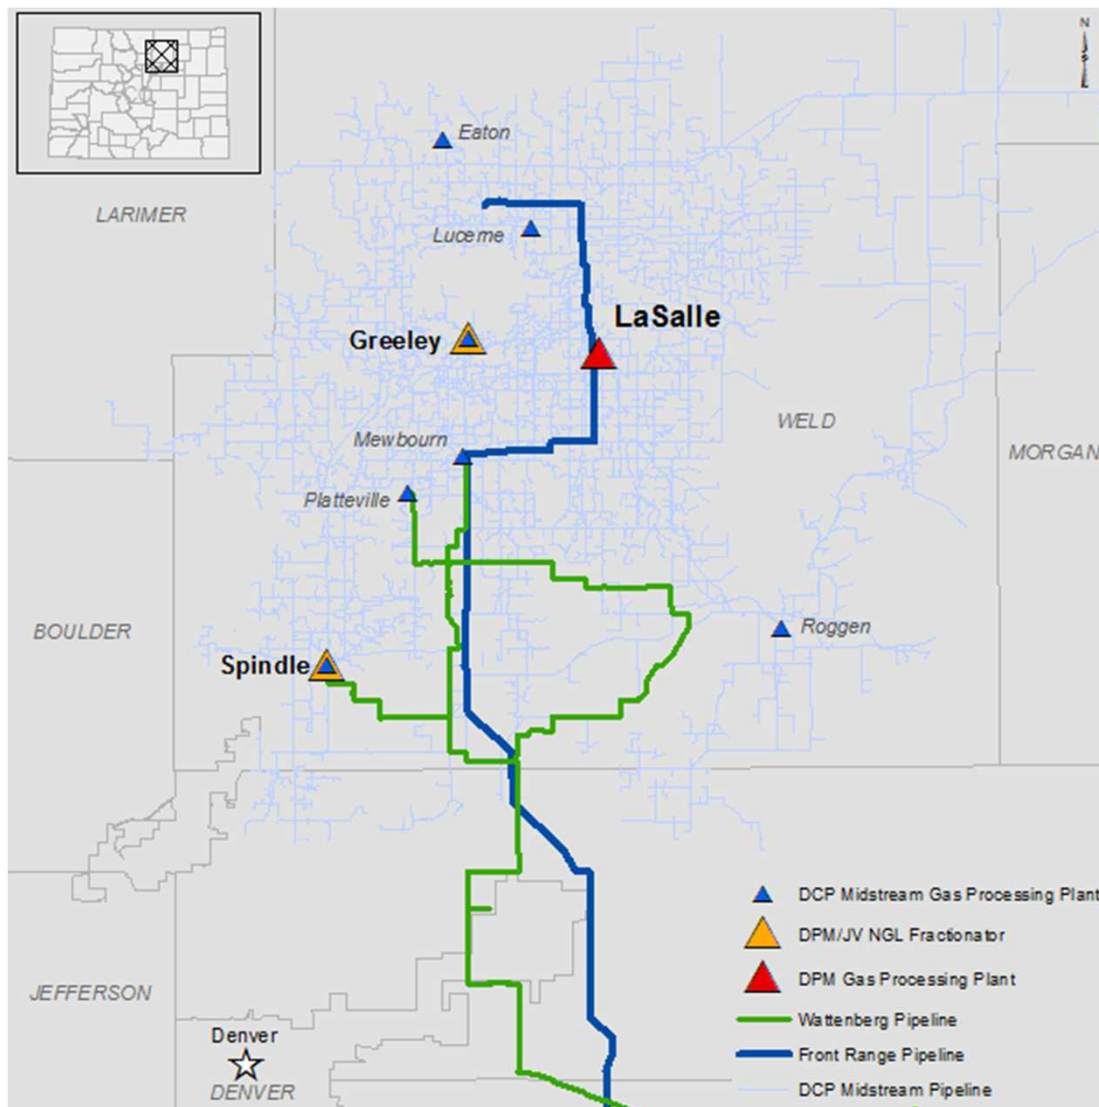 N
Eaton
LARIMER
Lucerne
LaSalle
Greeley
WELD
Mewbourn
MORGAN
Platteville
BOULDER
Roggen
Spindle
DCP Midstream Gas Processing Plant
DPM/JV NGL Fractionator
DPM Gas Processing Plant
JEFFERSON
Wattenberg Pipeline
Denver
Front Range Pipeline
DENVER
DCP Midstream Pipeline